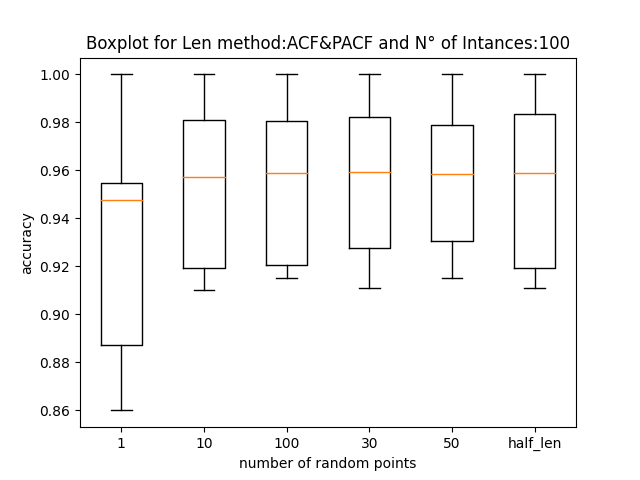 Boxplot for Len method:ACF&PACF and N° of Intances:100
1.00
0.98
0.96
0.94
0.92
0.90
0.88
0.86
accuracy
1 10 100 30 50 half_len
number of random points